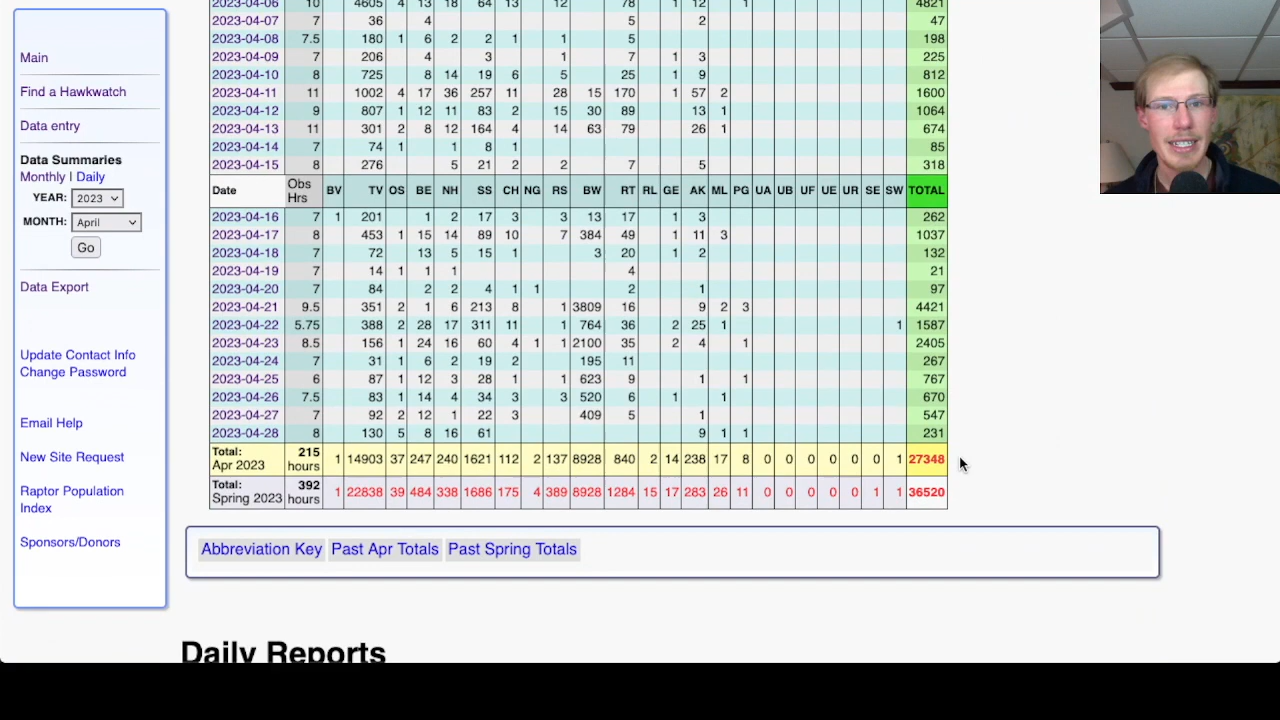 2023-04-06 10 4605 4 13 18 64 13 12 78 1 12 1 4821
2023-04-07 7 36 4 5 2 47
2023-04-08 7.5 180 1 6 2 2 1 1 5 198
2023-04-09 7 206 4 3 1 7 1 3 225
2023-04-10 8 725 8 14 19 6 5 25 1 9 812
2023-04-11 11 1002 4 17 36 257 11 28 15 170 1 57 2 1600
2023-04-12 9 807 1 12 11 83 2 15 30 89 13 1 1064
2023-04-13 11 301 2 8 12 164 4 14 63 79 26 1 674
2023-04-14 7 74 1 1 8 1 85
2023-04-15 8 276 5 21 2 2 7 5 318
Date Obs Hrs BV TV OS BE NH SS CH NG RS BW RT RL GE AK ML PG UA UB UF UE UR SE SW TOTAL
2023-04-16 7 1 201 1 2 17 3 3 13 17 1 3 262
2023-04-17 8 453 1 15 14 89 10 7 384 49 1 11 3 1037
2023-04-18 7 72 13 5 15 1 3 20 1 2 132
2023-04-19 7 14 1 1 1 4 21
2023-04-20 7 84 2 2 4 1 1 2 1 97
2023-04-21 9.5 351 2 1 6 213 8 1 3809 16 9 2 3 4421
2023-04-22 5.75 388 2 28 17 311 11 1 764 36 2 25 1 1 1587
2023-04-23 8.5 156 1 24 16 60 4 1 1 2100 35 2 4 1 2405
2023-04-24 7 31 1 6 2 19 2 195 11 267
2023-04-25 6 87 1 12 3 28 1 1 623 9 1 1 767
2023-04-26 7.5 83 1 14 4 34 3 3 520 6 1 1 670
2023-04-27 7 92 2 12 1 22 3 409 5 1 547
2023-04-28 8 130 5 8 16 61 9 1 1 231
Total: Apr 2023 215 hours 1 14903 37 247 240 1621 112 2 137 8928 840 2 14 238 17 8 0 0 0 0 0 0 1 27348
Total: Spring 2023 392 hours 1 22838 39 484 338 1686 175 4 389 8928 1284 15 17 283 26 11 0 0 0 0 0 1 1 36520
Abbreviation Key Past Apr Totals Past Spring Totals
Daily Reports
Main
Find a Hawkwatch
Data entry
Data Summaries
Monthly | Daily
YEAR: 2023
MONTH: April
Go
Data Export
Update Contact Info
Change Password
Email Help
New Site Request
Raptor Population
Index
Sponsors/Donors